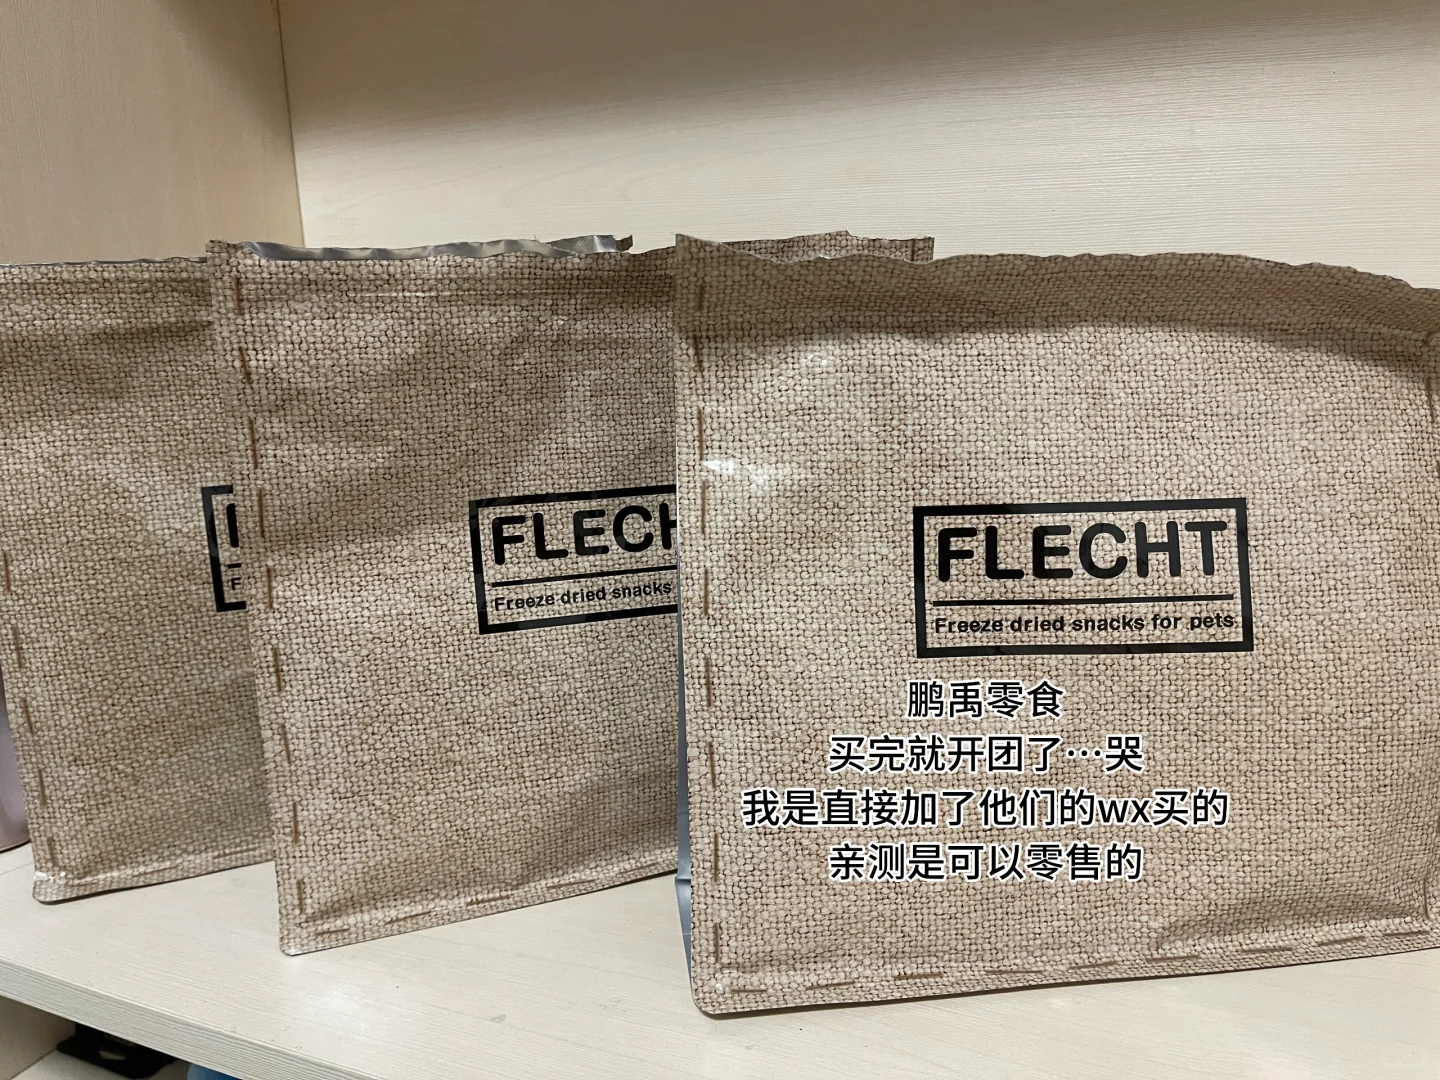 F
FLECH
Freeze dried snacks
FLECHT
Freeze dried snacks for pets
鹏禹零食
买完就开团了…哭
我是直接加了他们的wx买的
亲测是可以零售的